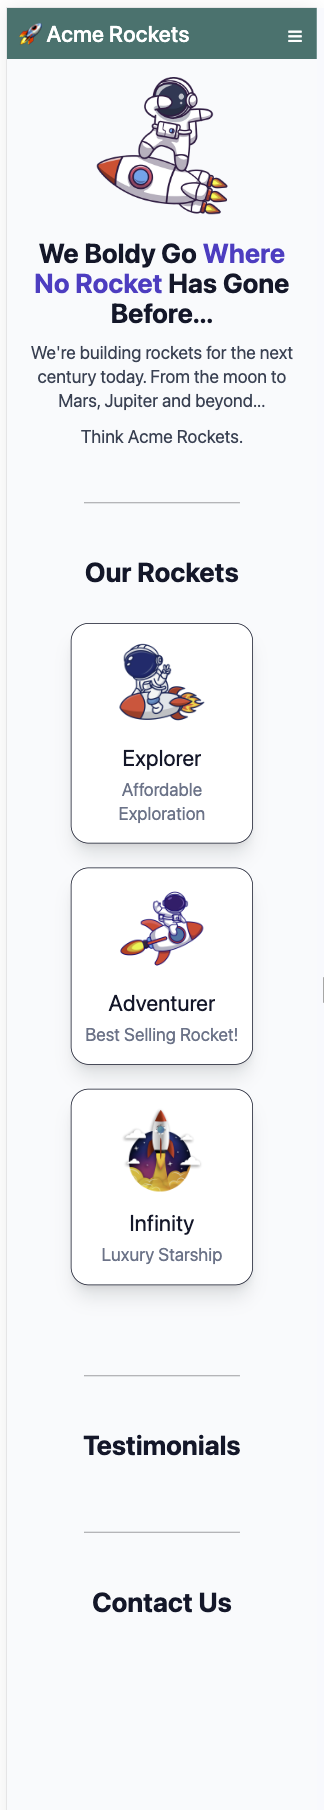 Acme Rockets
We Boldy Go Where
No Rocket Has Gone
Before...
We're building rockets for the next
century today. From the moon to
Mars, Jupiter and beyond...
Think Acme Rockets.
Our Rockets
Explorer
Affordable
Exploration
Adventurer
Best Selling Rocket!
Infinity
Luxury Starship
Testimonials
Contact Us